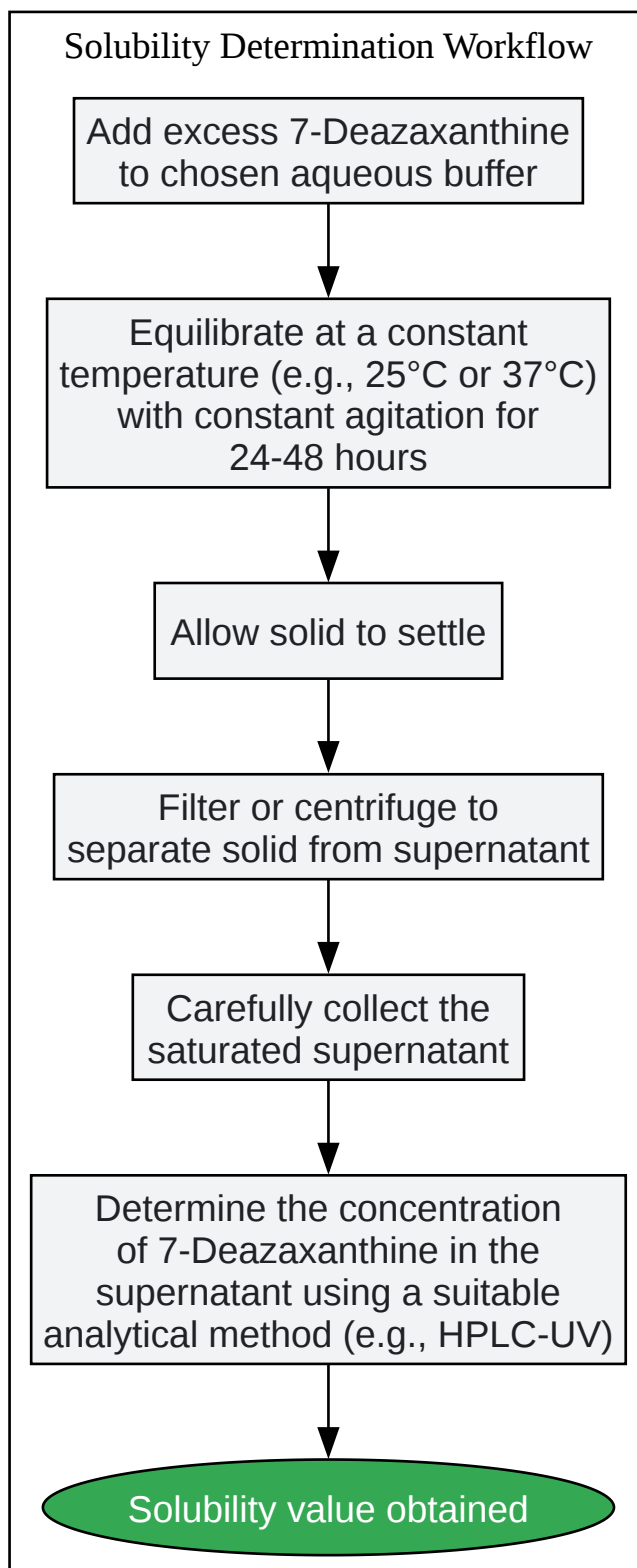 Solubility Determination Workflow
Add excess 7-Deazaxanthine
to chosen aqueous buffer
Equilibrate at a constant
temperature (e.g., 25°C or 37°C)
with constant agitation for
24-48 hours
Allow solid to settle
Filter or centrifuge to
separate solid from supernatant
Carefully collect the
saturated supernatant
Determine the concentration
of 7-Deazaxanthine in the
supernatant using a suitable
analytical method (e.g., HPLC-UV)
Solubility value obtained